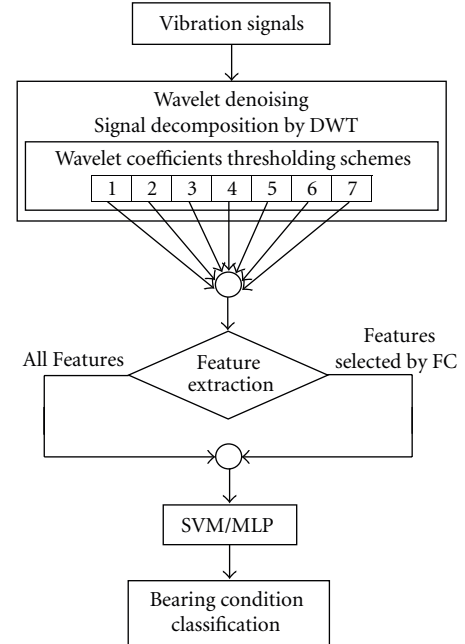 Vibration signals
Wavelet denoising
Signal decomposition by DWT
Wavelet coefficients thresholding schemes
1 2 3 4 5 6 7
All Features
Feature
extraction
Features
selected by FC
SVM/MLP
Bearing condition
classification